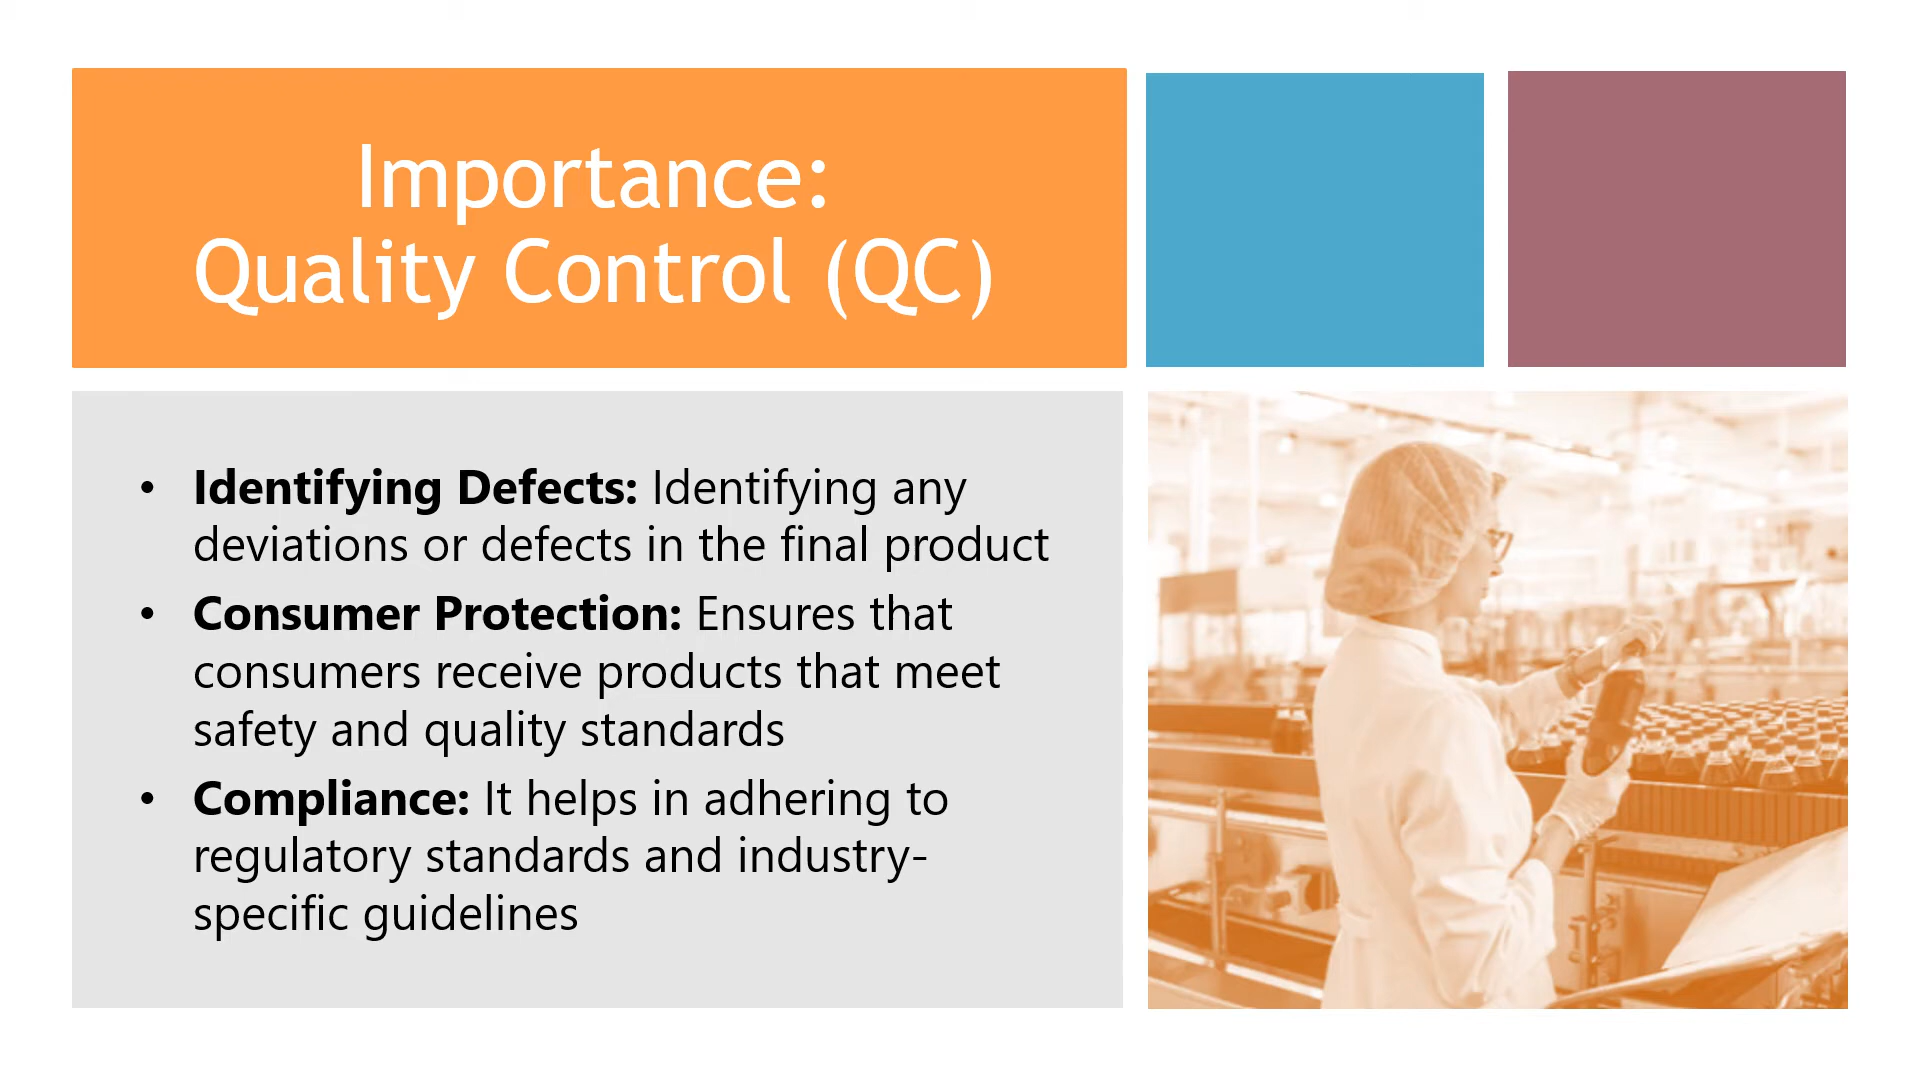 Importance:
Quality Control (QC)
• Identifying Defects: Identifying any
deviations or defects in the final product
• Consumer Protection: Ensures that
consumers receive products that meet
safety and quality standards
• Compliance: It helps in adhering to
regulatory standards and industry-
specific guidelines